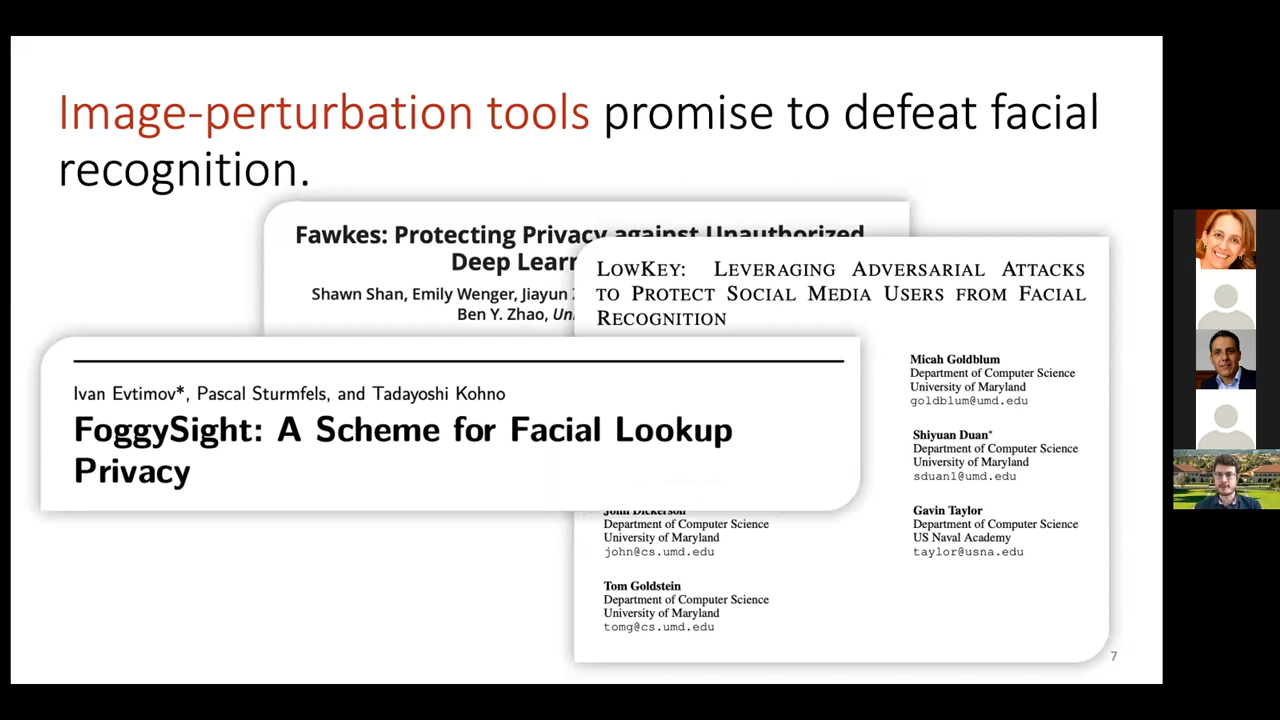 Image-perturbation tools promise to defeat facial
recognition.
Fawkes: Protecting Privacy against Unauthorized
Deep Learn
Shawn Shan, Emily Wenger, Jiayun
Ben Y. Zhao,
LOWKEY: LEVERAGING ADVERSARIAL ATTACKS
TO PROTECT SOCIAL MEDIA USERS FROM FACIAL
RECOGNITION
Ivan Evtimov*, Pascal Sturmfels, and Tadayoshi Kohno
FoggySight: A Scheme for Facial Lookup
Privacy
Micah Goldblum
Department of Computer Science
University of Maryland
goldblum@umd.edu
Shiyuan Duan*
Department of Computer Science
University of Maryland
sduan1@umd.edu
John Dickerson
Department of Computer Science
University of Maryland
john@cs.umd.edu
Gavin Taylor
Department of Computer Science
US Naval Academy
taylor@usna.edu
Tom Goldstein
Department of Computer Science
University of Maryland
tomg@cs.umd.edu
7